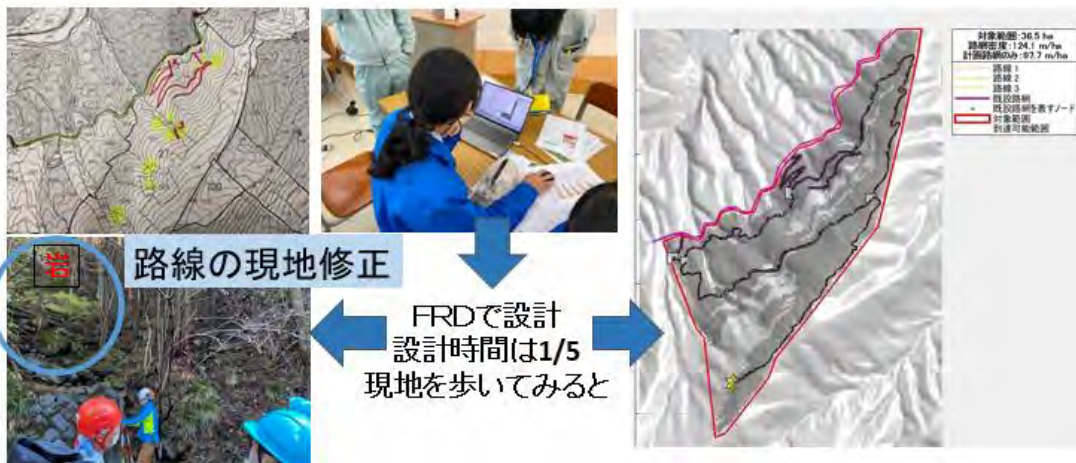 対象範囲:36.5 ha
路網密度:124.1 m/ha
計画路網のみ:97.7 m/ha
路線 1
路線 2
路線 3
既設路網
既設路網を表すノード
対象範囲
到達可能範囲
岩
路線の現地修正
FRDで設計
設計時間は1/5
現地を歩いてみると